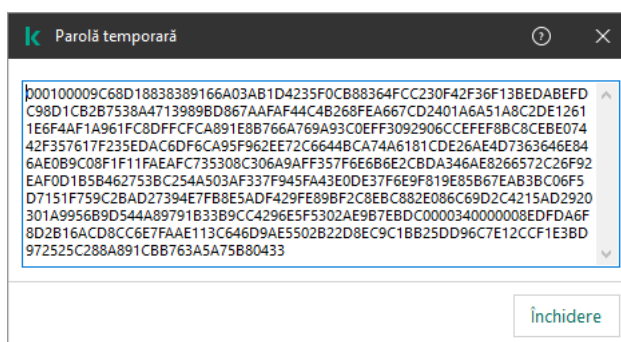 Parolă temporară
000100009C68D18838389166A03AB1D4235F0CB88364FCC230F42F36F13BEDABEFD
C98D1CB2B7538A4713989BD867AAFAF44C4B268FEA667CD2401A6A51A8C2DE1261
1E6F4AF1A961FC8DFFCFCA891E8B766A769A93C0EFF3092906CCEFEF8BC8CEBE074
42F357617F235EDAC6DF6CA95F962EE72C6644BCA74A6181CDE26AE4D7363646E84
6AE0B9C08F1F11FAEAFC735308C306A9AFF357F6E6B6E2CBDA346AE8266572C26F92
EAF0D1B5B462753BC254A503AF337F945FA43E0DE37F6E9F819E85B67EAB3BC06F5
D7151F759C2BAD27394E7FB8E5ADF429FE89BF2C8EBC882E086C69D2C4215AD2920
301A9956B9D544A89791B33B9CC4296E5F5302AE9B7EBDC0000340000008EDFDA6F
8D2B16ACD8CC6E7FAAE113C646D9AE5502B22D8EC9C1BB25DD96C7E12CCF1E3BD
972525C288A891CBB763A5A75B80433
Închidere